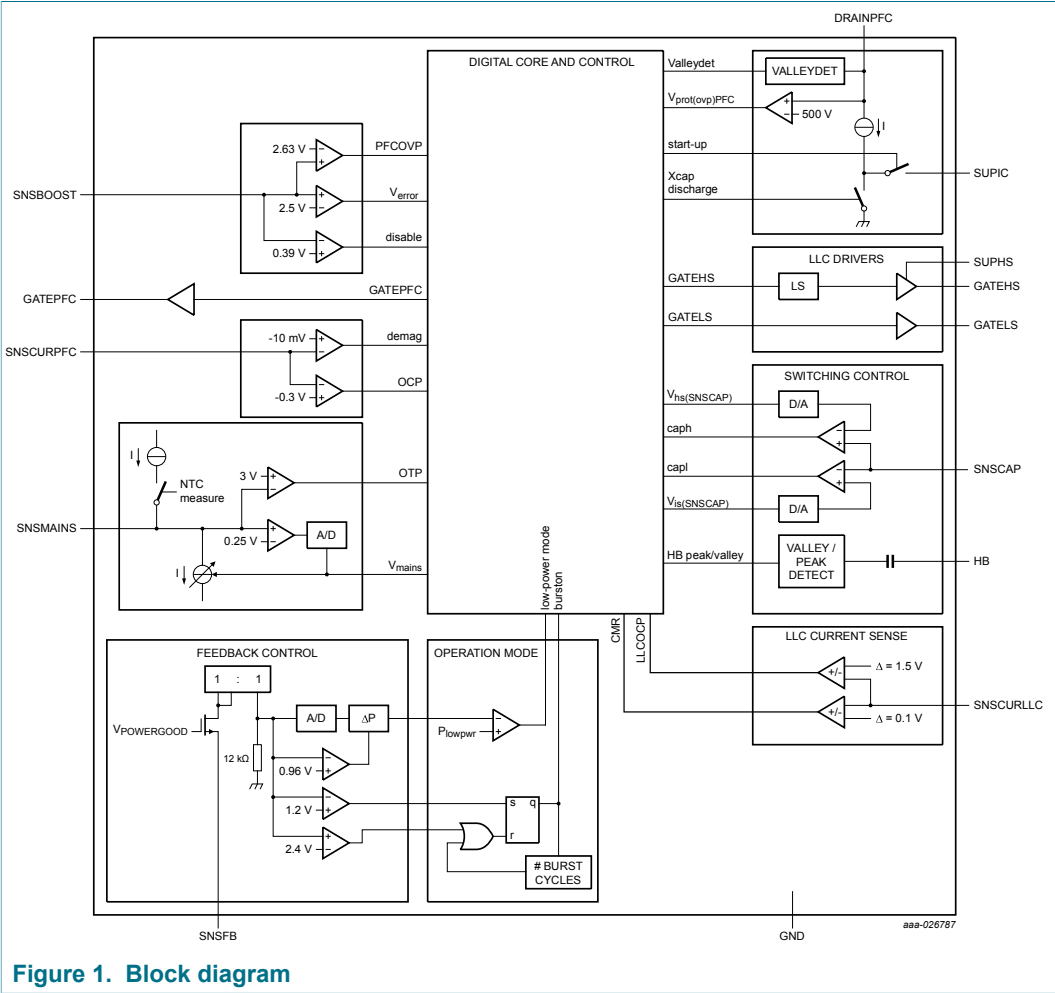 DRAINPFC
DIGITAL CORE AND CONTROL
Valleydet
VALLEYDET
Vprot(ovp)PFC
+
−
500 V
I
start-up
SUPIC
Xcap
discharge
2.63 V
−
+
PFCOVP
SNSBOOST
+
−
2.5 V
Verror
−
+
0.39 V
disable
GATEPFC
GATEPFC
LLC DRIVERS
SUPHS
GATEHS
LS
GATEHS
GATELS
GATELS
SNSCURPFC
-10 mV
+
−
demag
−
+
-0.3 V
OCP
SWITCHING CONTROL
Vhs(SNSCAP)
D/A
caph
−
+
capl
−
+
SNSCAP
Vls(SNSCAP)
D/A
HB peak/valley
VALLEY /
PEAK
DETECT
HB
I
NTC
measure
3 V
+
−
OTP
SNSMAINS
+
−
0.25 V
A/D
I
Vmains
low-power mode
burston
CMR
LLCOCP
LLC CURRENT SENSE
+/-
Δ = 1.5 V
+/-
Δ = 0.1 V
SNSCURLLC
FEEDBACK CONTROL
1 : 1
VPOWERGOOD
12 kΩ
A/D
ΔP
−
+
0.96 V
−
+
1.2 V
+
−
2.4 V
OPERATION MODE
Plowpwr
−
+
s q
r
# BURST
CYCLES
SNSFB
GND
aaa-026787
Figure 1. Block diagram